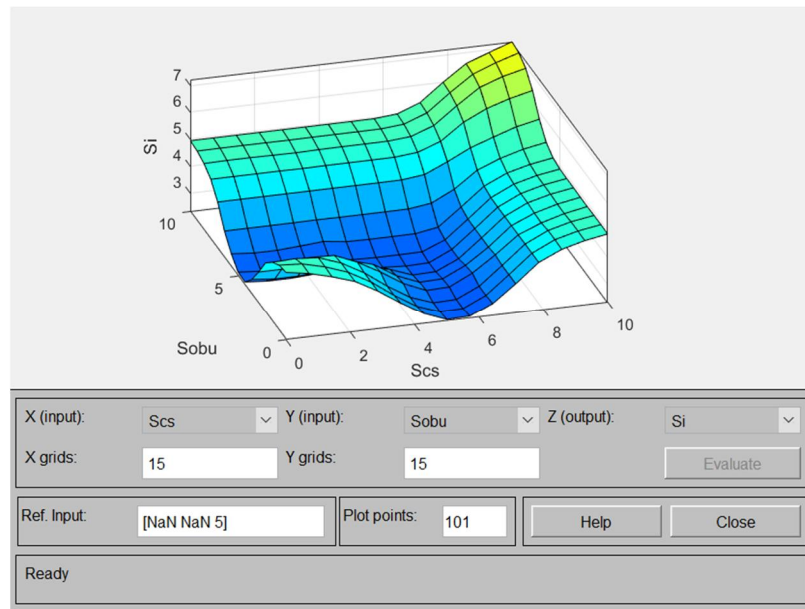 7
6
5
4
3
Si
10
5
0
Sobu
0
2
4
6
8
10
Scs
X (input): Scs Y (input): Sobu Z (output): Si
X grids: 15 Y grids: 15 Evaluate
Ref. Input: [NaN NaN 5] Plot points: 101 Help Close
Ready